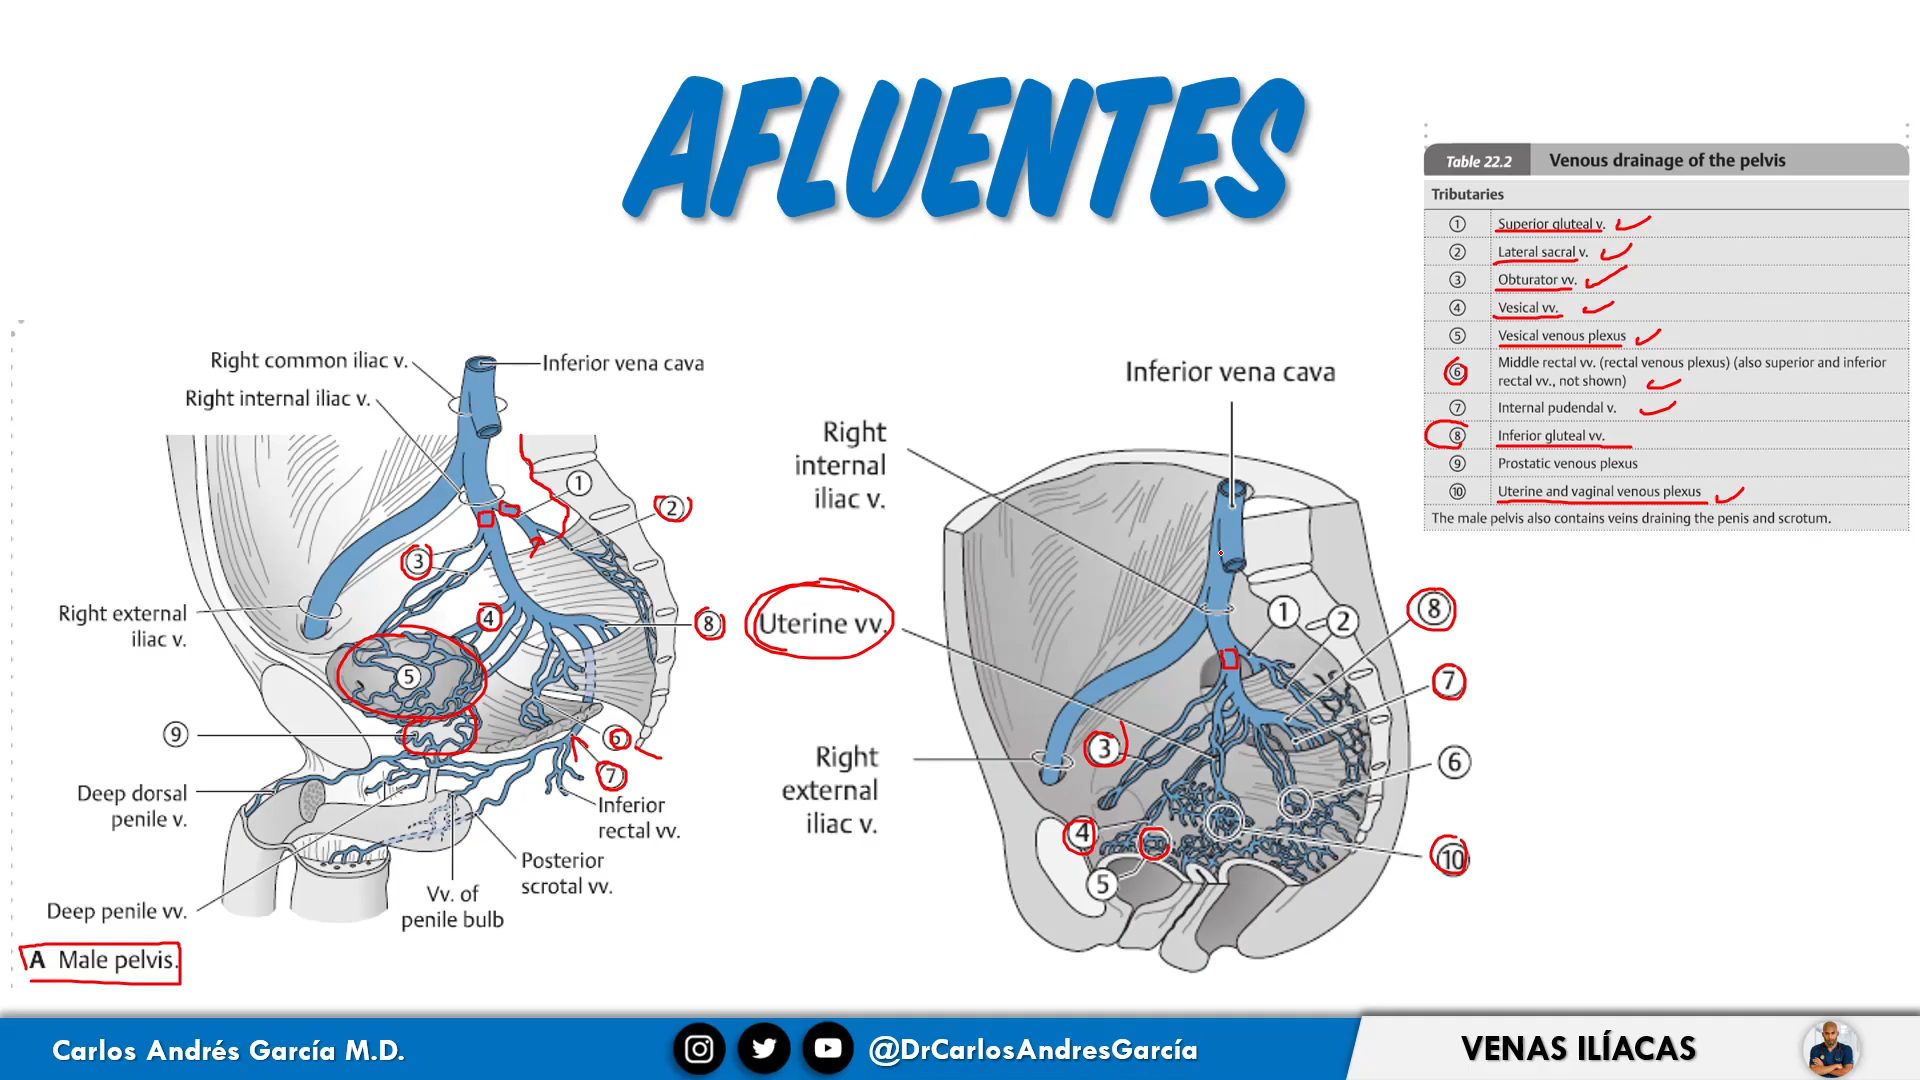 AFLUENTES
Table 22.2 Venous drainage of the pelvis
Tributaries
① Superior gluteal v.
② Lateral sacral v.
③ Obturator vv.
④ Vesical vv.
⑤ Vesical venous plexus
⑥ Middle rectal vv. (rectal venous plexus) (also superior and inferior
rectal vv., not shown)
⑦ Internal pudendal v.
⑧ Inferior gluteal vv.
⑨ Prostatic venous plexus
⑩ Uterine and vaginal venous plexus
The male pelvis also contains veins draining the penis and scrotum.
Right common iliac v.
Inferior vena cava
Right internal iliac v.
①
②
③
④
Right external
iliac v.
⑧
⑤
⑨
⑥
⑦
Deep dorsal
penile v.
Inferior
rectal vv.
Posterior
scrotal vv.
Vv. of
penile bulb
Deep penile vv.
A Male pelvis.
Inferior vena cava
Right
internal
iliac v.
Uterine vv.
①
②
⑧
⑦
③
Right
external
iliac v.
⑥
④
⑩
⑤
Carlos Andrés García M.D.
@DrCarlosAndresGarcía
VENAS ILÍACAS